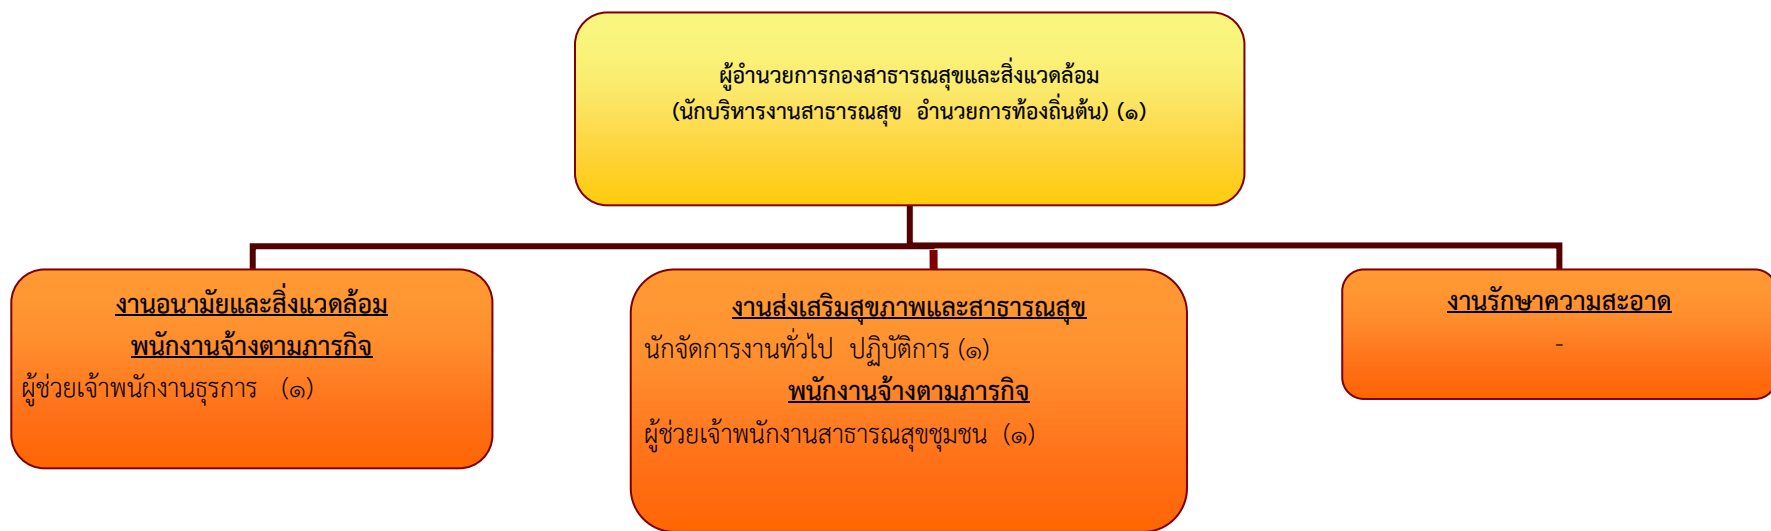 ผู้อำนวยการกองสาธารณสุขและสิ่งแวดล้อม
(นักบริหารงานสาธารณสุข อำนวยการท้องถิ่นต้น) (๑)
งานอนามัยและสิ่งแวดล้อม
พนักงานจ้างตามภารกิจ
ผู้ช่วยเจ้าพนักงานธุรการ (๑)
งานส่งเสริมสุขภาพและสาธารณสุข
นักจัดการงานทั่วไป ปฏิบัติการ (๑)
พนักงานจ้างตามภารกิจ
ผู้ช่วยเจ้าพนักงานสาธารณสุขชุมชน (๑)
งานรักษาความสะอาด
-